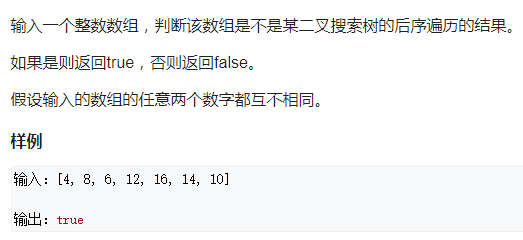 输入一个整数数组，判断该数组是不是某二叉搜索树的后序遍历的结果。
如果是则返回true，否则返回false。
假设输入的数组的任意两个数字都互不相同。
样例
输入：[4, 8, 6, 12, 16, 14, 10]
输出：true